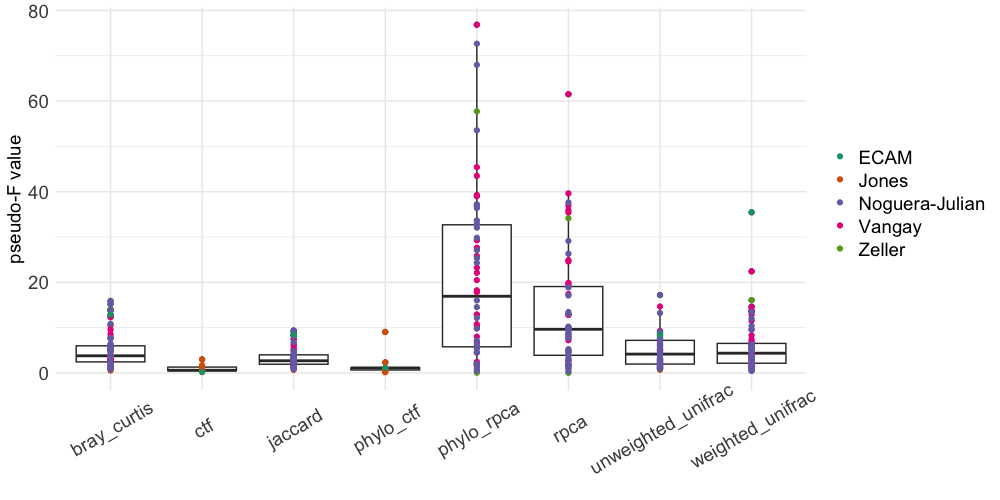 80
60
40
20
0
pseudo-F value
bray_curtis
ctf
jaccard
phylo_ctf
phylo_rpca
rpca
unweighted_unifrac
weighted_unifrac
ECAM
Jones
Noguera-Julian
Vangay
Zeller